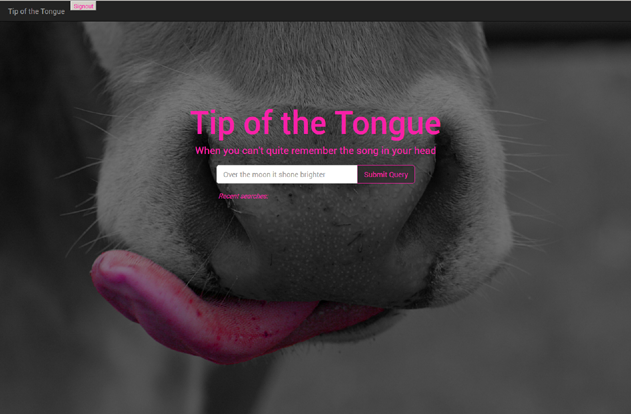 Tip of the Tongue Signout
Tip of the Tongue
When you can't quite remember the song in your head
Over the moon it shone brighter Submit Query
Recent searches: